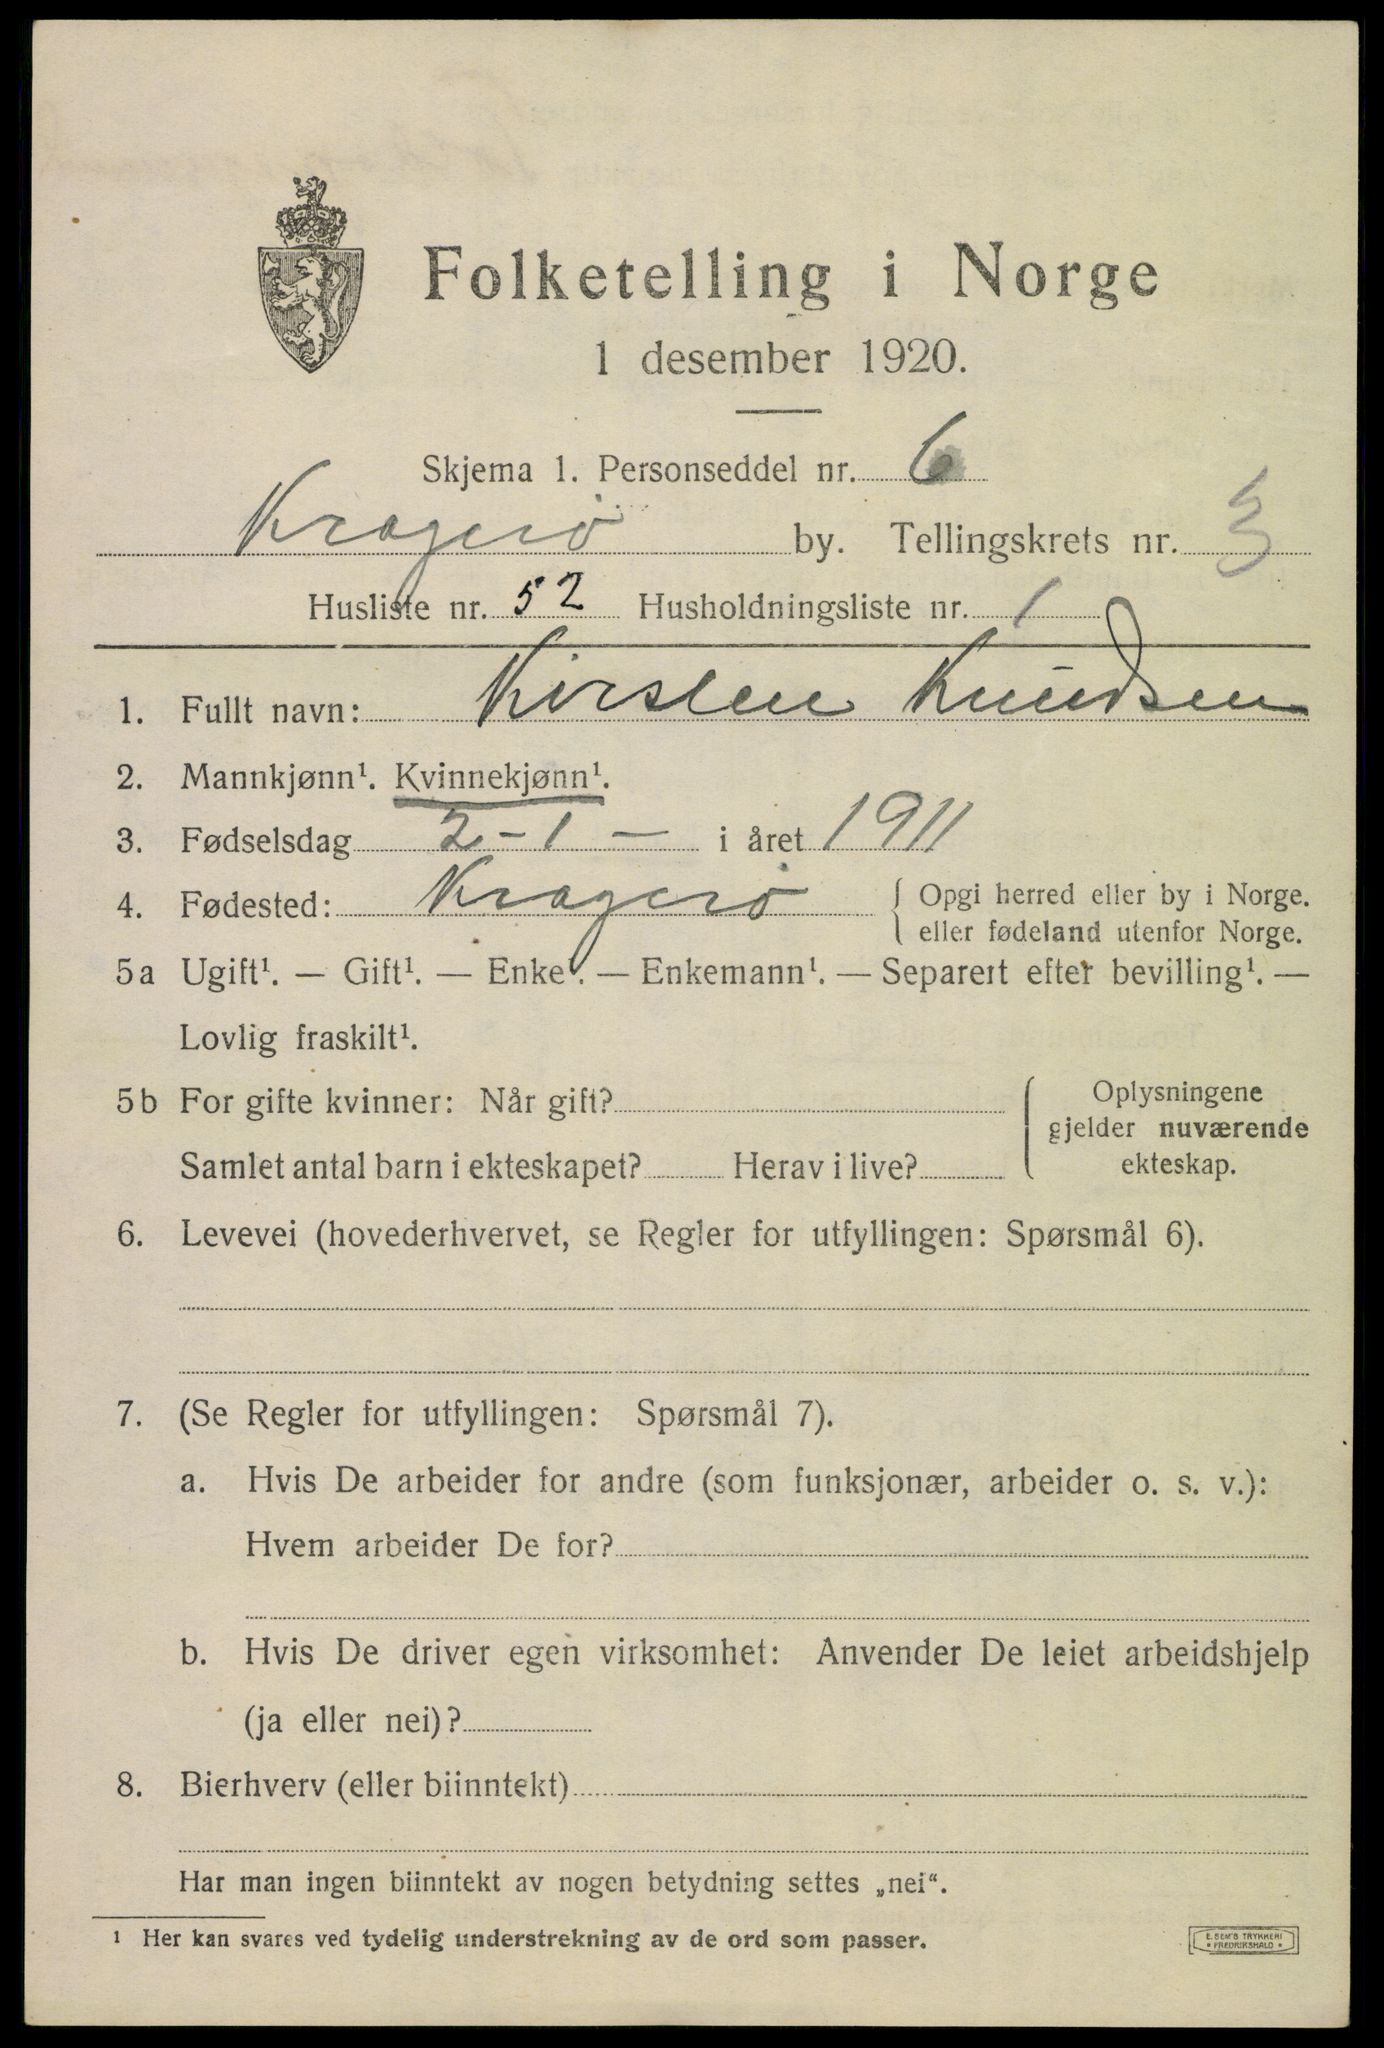 Folketelling i Norge
1 desember 1920.
Skjema 1. Personseddel nr. 6
Kragerø by. Tellingskrets nr. 3
Husliste nr. 52 Husholdningsliste nr. 1
1. Fullt navn: Kirsten Knudsen
2. Mannkjønn¹. Kvinnekjønn¹.
3. Fødselsdag 2-1- i året 1911
4. Fødested: Kragerø { Opgi herred eller by i Norge.
eller fødeland utenfor Norge.
5a Ugift¹. — Gift¹. — Enke¹. — Enkemann¹. — Separert efter bevilling¹. —
Lovlig fraskilt¹.
5b For gifte kvinner: Når gift?
Samlet antal barn i ekteskapet? Herav i live?
Oplysningene
gjelder nuværende
ekteskap.
6. Levevei (hovederhvervet, se Regler for utfyllingen: Spørsmål 6).
7. (Se Regler for utfyllingen: Spørsmål 7).
a. Hvis De arbeider for andre (som funksjonær, arbeider o. s. v.):
Hvem arbeider De for?
b. Hvis De driver egen virksomhet: Anvender De leiet arbeidshjelp
(ja eller nei)?
8. Bierhverv (eller biinntekt)
Har man ingen biinntekt av nogen betydning settes „nei“.
¹ Her kan svares ved tydelig understrekning av de ord som passer.
E. SEM'S TRYKKERI
• FREDRIKSHALD •